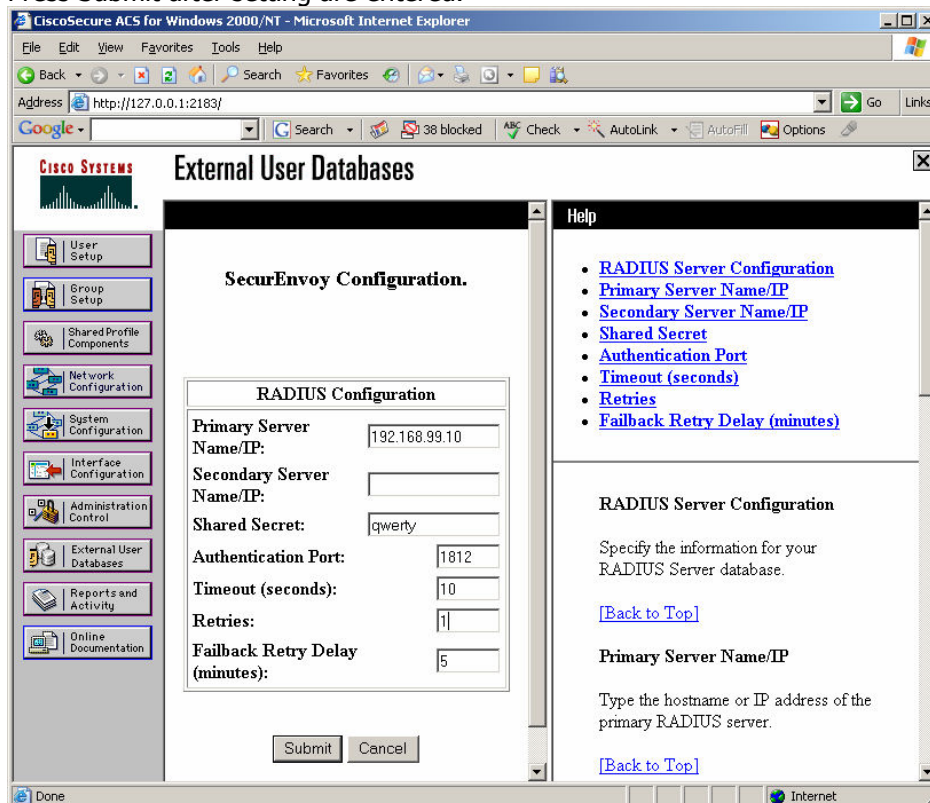 Press Submit after setting are entered.
CiscoSecure ACS for Windows 2000/NT - Microsoft Internet Explorer
File Edit View Favorites Tools Help
Back Search Favorites
Address http://127.0.0.1:2183/ Go Links
Google Search 38 blocked ABC Check AutoLink AutoFill Options
CISCO SYSTEMS
External User Databases
User
Setup
Group
Setup
Shared Profile
Components
Network
Configuration
System
Configuration
Interface
Configuration
Administration
Control
External User
Databases
Reports and
Activity
Online
Documentation
SecurEnvoy Configuration.
RADIUS Configuration
Primary Server
Name/IP: 192.168.99.10
Secondary Server
Name/IP:
Shared Secret: qwerty
Authentication Port: 1812
Timeout (seconds): 10
Retries: 1
Failback Retry Delay
(minutes): 5
Submit Cancel
Help
RADIUS Server Configuration
Primary Server Name/IP
Secondary Server Name/IP
Shared Secret
Authentication Port
Timeout (seconds)
Retries
Failback Retry Delay (minutes)
RADIUS Server Configuration
Specify the information for your
RADIUS Server database.
[Back to Top]
Primary Server Name/IP
Type the hostname or IP address of the
primary RADIUS server.
[Back to Top]
Done Internet